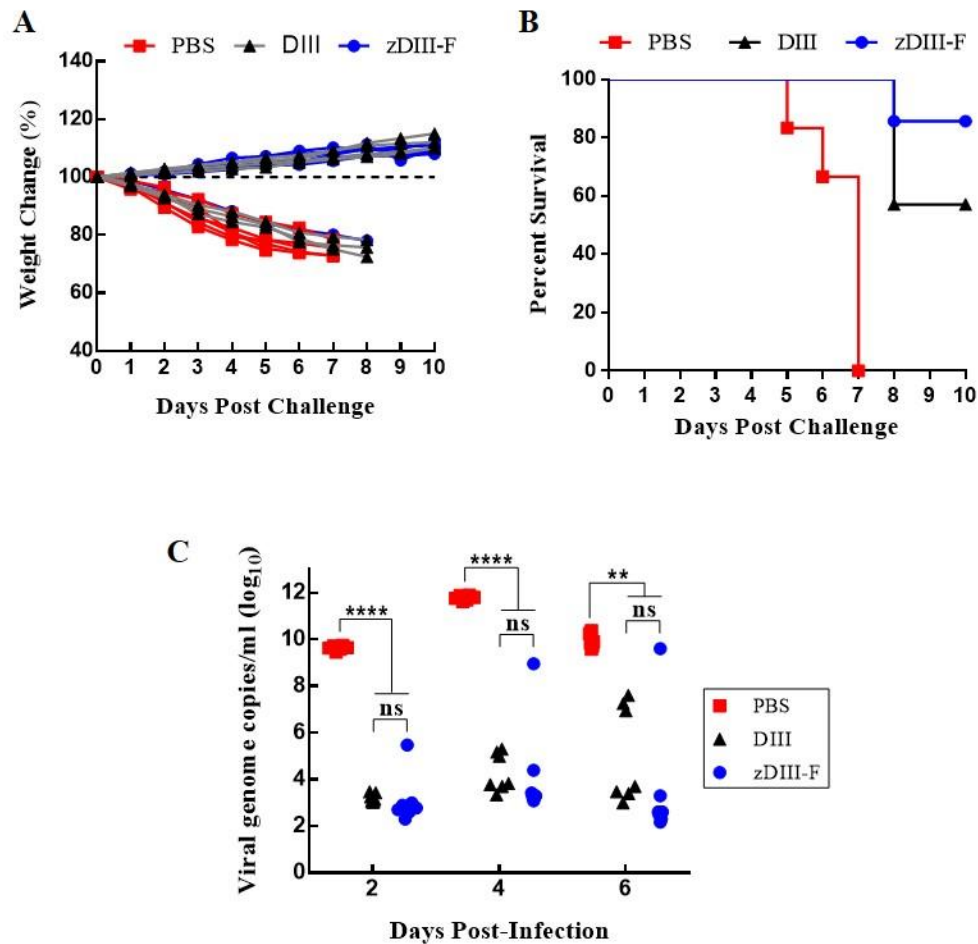 A
PBS DIII zDIII-F
140
120
100
80
60
40
Weight Change (%)
0 1 2 3 4 5 6 7 8 9 10
Days Post Challenge
B
PBS DIII zDIII-F
100
80
60
40
20
0
Percent Survival
0 1 2 3 4 5 6 7 8 9 10
Days Post Challenge
C
Viral genome copies/ml (log10)
12
10
8
6
4
2
0
**** **** **
ns ns ns
PBS
DIII
zDIII-F
2 4 6
Days Post-Infection